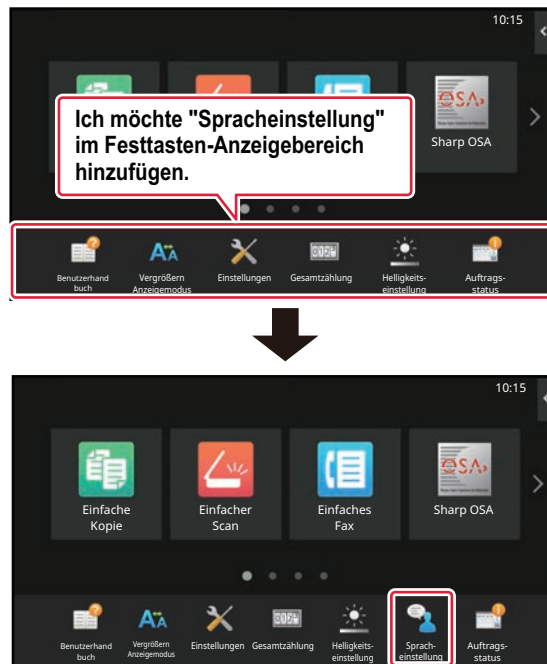 10:15
Ich möchte "Spracheinstellung"
im Festtasten-Anzeigebereich
hinzufügen.
OSA
Sharp OSA
Benutzerhand
buch
Vergrößern
Anzeigemodus
Einstellungen
Gesamtzählung
Helligkeits-
einstellung
Auftrags-
status
10:15
Einfache
Kopie
Einfacher
Scan
Einfaches
Fax
OSA
Sharp OSA
Benutzerhand
buch
Vergrößern
Anzeigemodus
Einstellungen
Gesamtzählung
Helligkeits-
einstellung
Sprach-
einstellung
Auftrags-
status